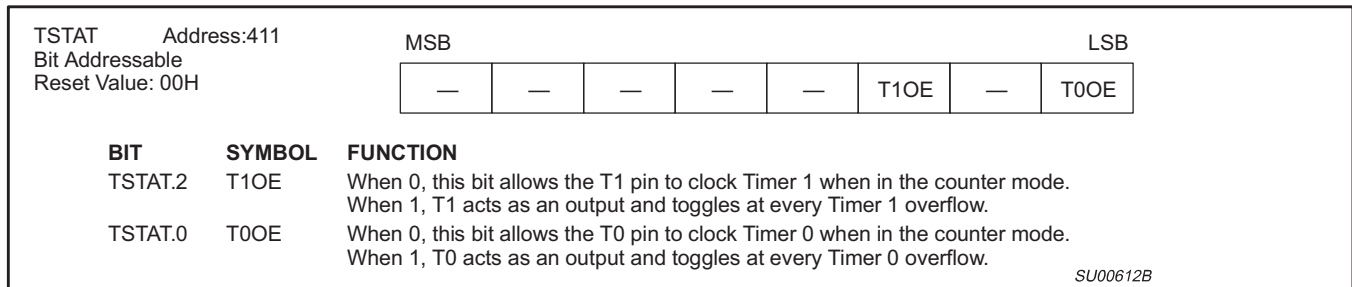 TSTAT Address:411
Bit Addressable
Reset Value: 00H
MSB LSB
— — — — — T1OE — T0OE
BIT SYMBOL FUNCTION
TSTAT.2 T1OE When 0, this bit allows the T1 pin to clock Timer 1 when in the counter mode.
When 1, T1 acts as an output and toggles at every Timer 1 overflow.
TSTAT.0 T0OE When 0, this bit allows the T0 pin to clock Timer 0 when in the counter mode.
When 1, T0 acts as an output and toggles at every Timer 0 overflow.
SU00612B